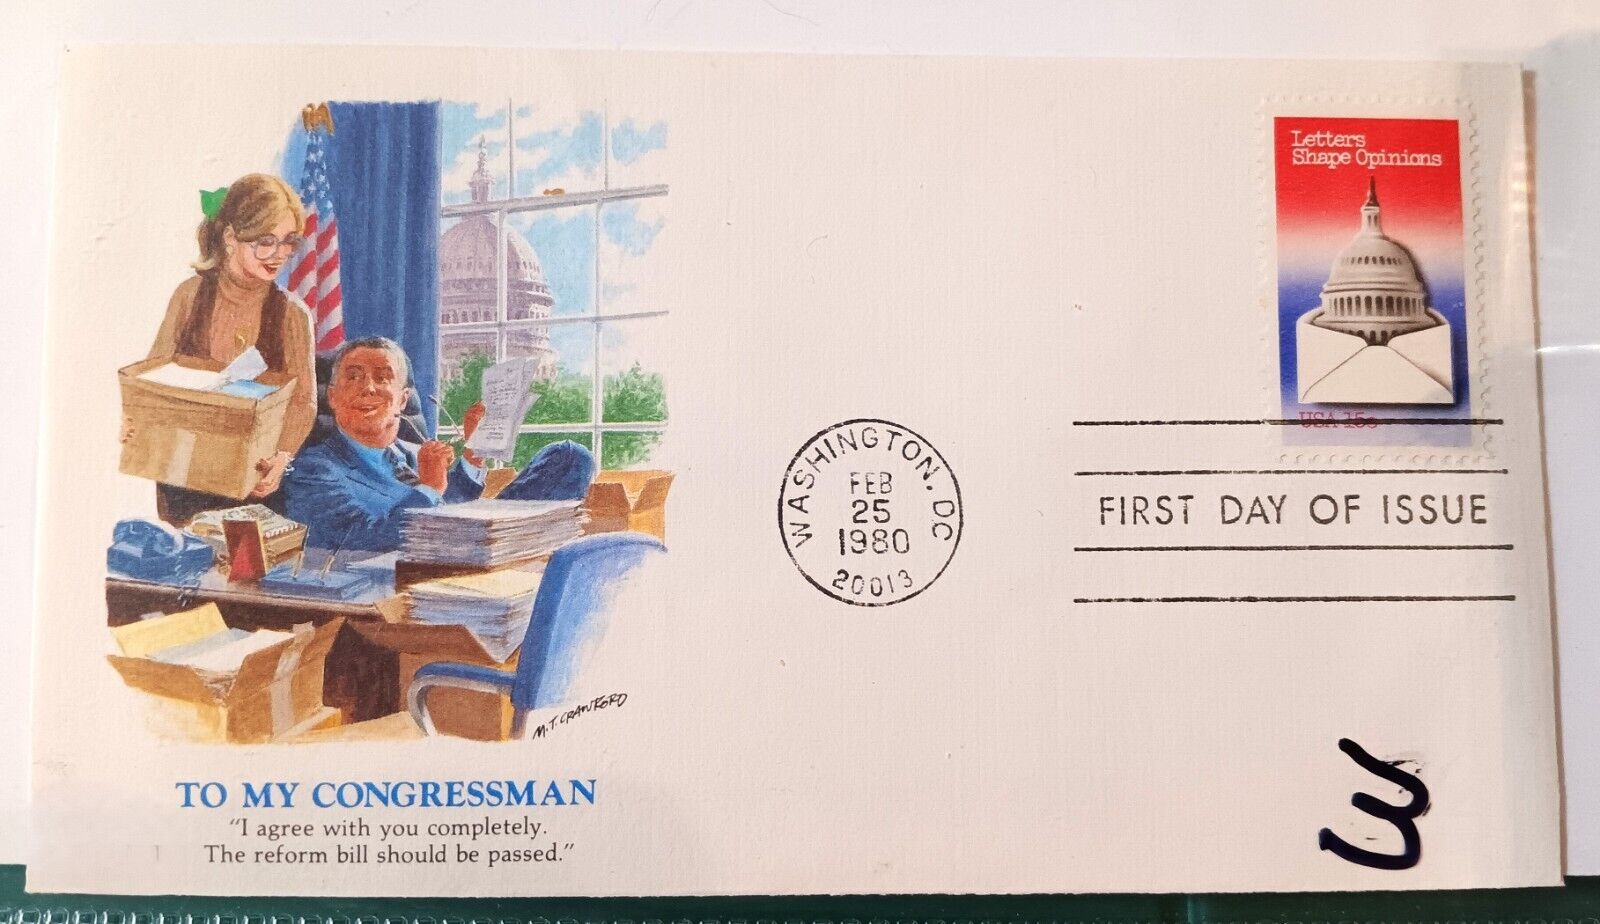 Letters
Shape Opinions
USA 15c
WASHINGTON, DC
FEB
25
1980
20013
FIRST DAY OF ISSUE
M.T. CRAWFORD
TO MY CONGRESSMAN
"I agree with you completely.
The reform bill should be passed."